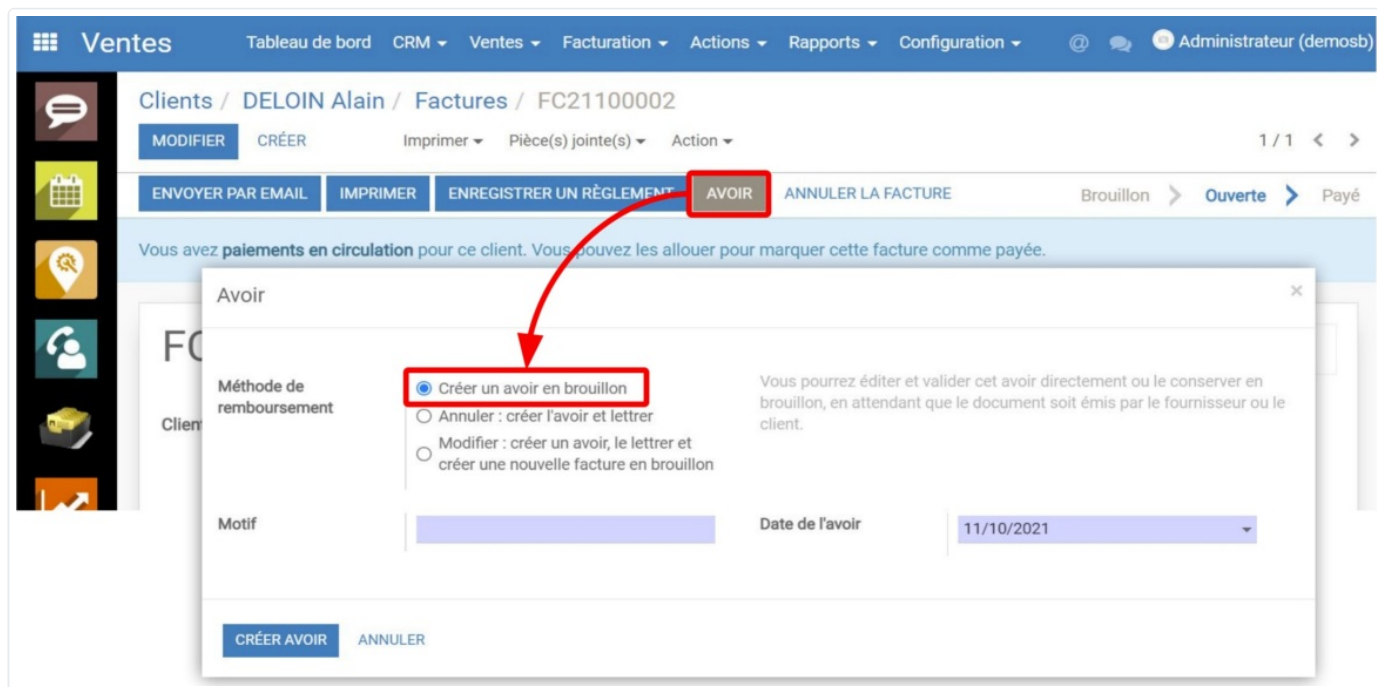 Ventes Tableau de bord CRM Ventes Facturation Actions Rapports Configuration @ Administrateur (demosb)
Clients / DELOIN Alain / Factures / FC21100002
MODIFIER CRÉER Imprimer Pièce(s) jointe(s) Action 1 / 1
ENVOYER PAR EMAIL IMPRIMER ENREGISTRER UN RÈGLEMENT AVOIR ANNULER LA FACTURE Brouillon Ouverte Payé
Vous avez paiements en circulation pour ce client. Vous pouvez les allouer pour marquer cette facture comme payée.
Avoir ×
FC
Méthode de remboursement
Clien
Créer un avoir en brouillon
Annuler : créer l'avoir et lettrer
Modifier : créer un avoir, le lettrer et
créer une nouvelle facture en brouillon
Vous pourrez éditer et valider cet avoir directement ou le conserver en
brouillon, en attendant que le document soit émis par le fournisseur ou le
client.
Motif Date de l'avoir 11/10/2021
CRÉER AVOIR ANNULER